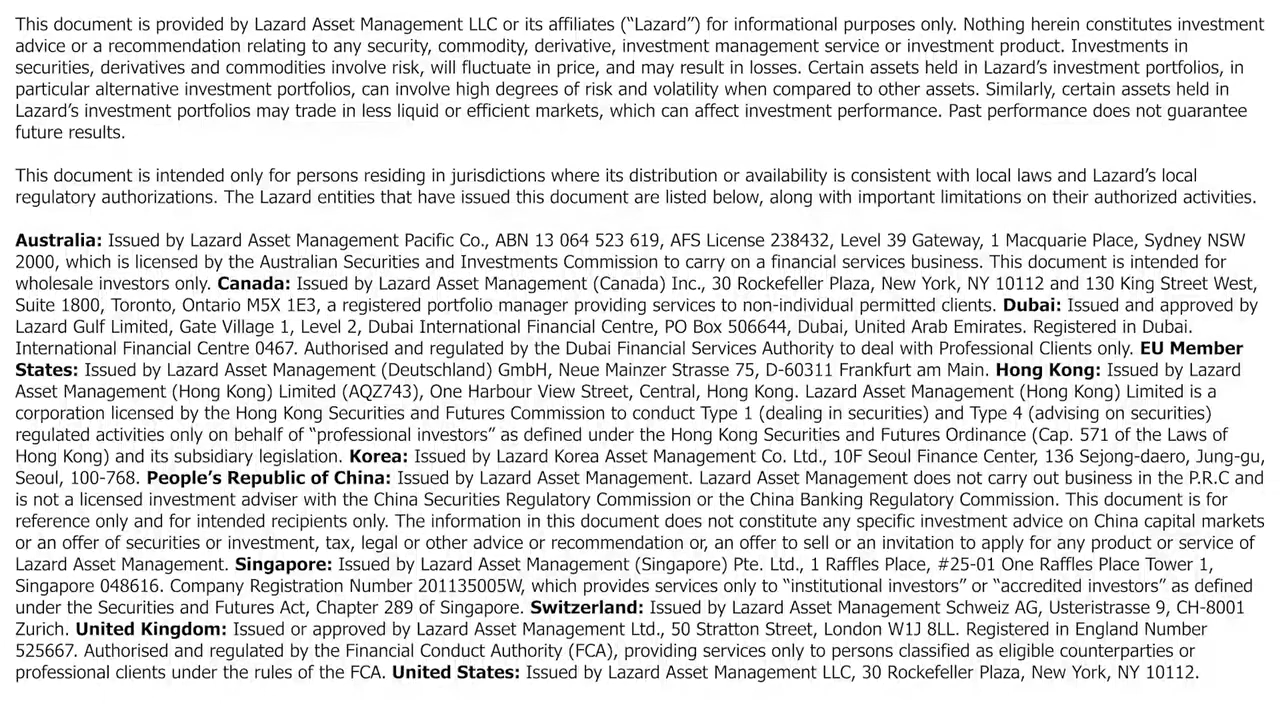 This document is provided by Lazard Asset Management LLC or its affiliates (“Lazard”) for informational purposes only. Nothing herein constitutes investment
advice or a recommendation relating to any security, commodity, derivative, investment management service or investment product. Investments in
securities, derivatives and commodities involve risk, will fluctuate in price, and may result in losses. Certain assets held in Lazard’s investment portfolios, in
particular alternative investment portfolios, can involve high degrees of risk and volatility when compared to other assets. Similarly, certain assets held in
Lazard’s investment portfolios may trade in less liquid or efficient markets, which can affect investment performance. Past performance does not guarantee
future results.
This document is intended only for persons residing in jurisdictions where its distribution or availability is consistent with local laws and Lazard’s local
regulatory authorizations. The Lazard entities that have issued this document are listed below, along with important limitations on their authorized activities.
Australia: Issued by Lazard Asset Management Pacific Co., ABN 13 064 523 619, AFS License 238432, Level 39 Gateway, 1 Macquarie Place, Sydney NSW
2000, which is licensed by the Australian Securities and Investments Commission to carry on a financial services business. This document is intended for
wholesale investors only. Canada: Issued by Lazard Asset Management (Canada) Inc., 30 Rockefeller Plaza, New York, NY 10112 and 130 King Street West,
Suite 1800, Toronto, Ontario M5X 1E3, a registered portfolio manager providing services to non-individual permitted clients. Dubai: Issued and approved by
Lazard Gulf Limited, Gate Village 1, Level 2, Dubai International Financial Centre, PO Box 506644, Dubai, United Arab Emirates. Registered in Dubai.
International Financial Centre 0467. Authorised and regulated by the Dubai Financial Services Authority to deal with Professional Clients only. EU Member
States: Issued by Lazard Asset Management (Deutschland) GmbH, Neue Mainzer Strasse 75, D-60311 Frankfurt am Main. Hong Kong: Issued by Lazard
Asset Management (Hong Kong) Limited (AQZ743), One Harbour View Street, Central, Hong Kong. Lazard Asset Management (Hong Kong) Limited is a
corporation licensed by the Hong Kong Securities and Futures Commission to conduct Type 1 (dealing in securities) and Type 4 (advising on securities)
regulated activities only on behalf of “professional investors” as defined under the Hong Kong Securities and Futures Ordinance (Cap. 571 of the Laws of
Hong Kong) and its subsidiary legislation. Korea: Issued by Lazard Korea Asset Management Co. Ltd., 10F Seoul Finance Center, 136 Sejong-daero, Jung-gu,
Seoul, 100-768. People’s Republic of China: Issued by Lazard Asset Management. Lazard Asset Management does not carry out business in the P.R.C and
is not a licensed investment adviser with the China Securities Regulatory Commission or the China Banking Regulatory Commission. This document is for
reference only and for intended recipients only. The information in this document does not constitute any specific investment advice on China capital markets
or an offer of securities or investment, tax, legal or other advice or recommendation or, an offer to sell or an invitation to apply for any product or service of
Lazard Asset Management. Singapore: Issued by Lazard Asset Management (Singapore) Pte. Ltd., 1 Raffles Place, #25-01 One Raffles Place Tower 1,
Singapore 048616. Company Registration Number 201135005W, which provides services only to “institutional investors” or “accredited investors” as defined
under the Securities and Futures Act, Chapter 289 of Singapore. Switzerland: Issued by Lazard Asset Management Schweiz AG, Usteristrasse 9, CH-8001
Zurich. United Kingdom: Issued or approved by Lazard Asset Management Ltd., 50 Stratton Street, London W1J 8LL. Registered in England Number
525667. Authorised and regulated by the Financial Conduct Authority (FCA), providing services only to persons classified as eligible counterparties or
professional clients under the rules of the FCA. United States: Issued by Lazard Asset Management LLC, 30 Rockefeller Plaza, New York, NY 10112.